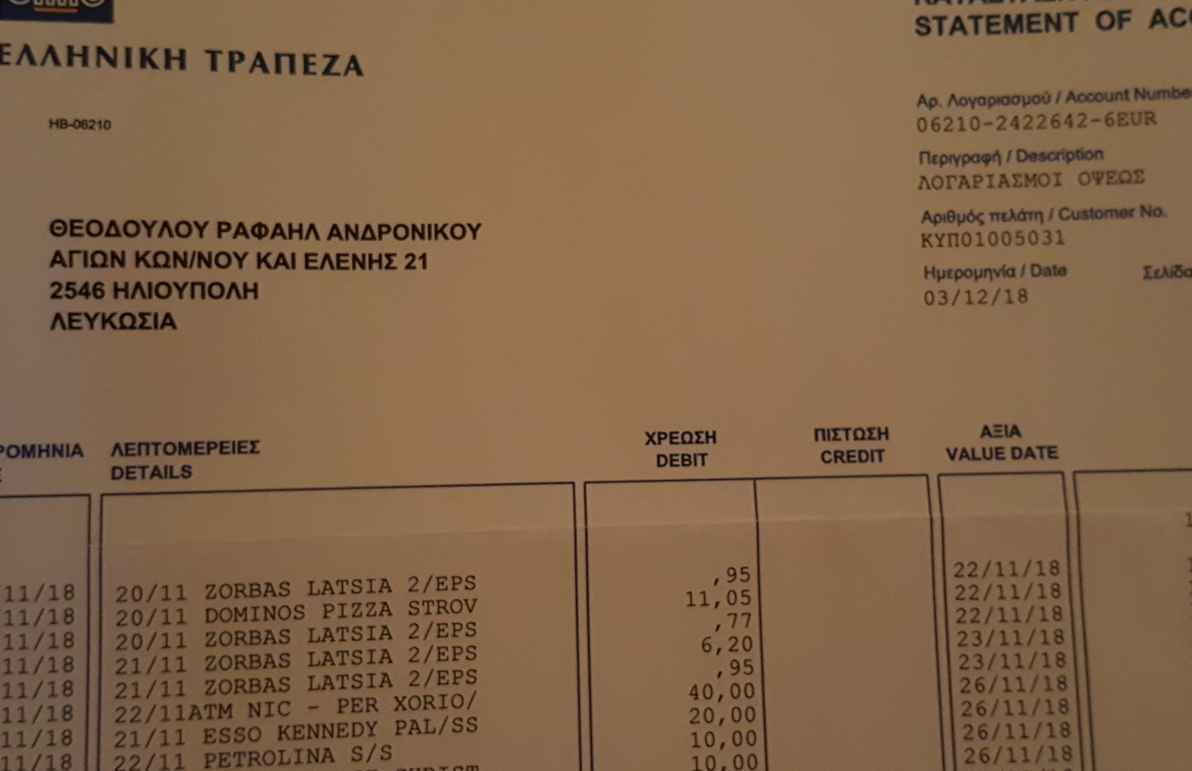 ΕΛΛΗΝΙΚΗ ΤΡΑΠΕΖΑ
STATEMENT OF
HB-06210
Αρ. Λογαριασμού / Account Numbe
06210-2422642-6EUR
Περιγραφή / Description
ΛΟΓΑΡΙΑΣΜΟΙ ΟΨΕΩΣ
Αριθμός πελάτη / Customer No.
ΚΥΠ01005031
Ημερομηνία / Date Σελίδα
03/12/18
ΘΕΟΔΟΥΛΟΥ ΡΑΦΑΗΛ ΑΝΔΡΟΝΙΚΟΥ
ΑΓΙΩΝ ΚΩΝ/ΝΟΥ ΚΑΙ ΕΛΕΝΗΣ 21
2546 ΗΛΙΟΥΠΟΛΗ
ΛΕΥΚΩΣΙΑ
ΡΟΜΗΝΙΑ ΛΕΠΤΟΜΕΡΕΙΕΣ ΧΡΕΩΣΗ ΠΙΣΤΩΣΗ ΑΞΙΑ
DETAILS DEBIT CREDIT VALUE DATE
/11/18 20/11 ZORBAS LATSIA 2/EPS ,95 22/11/18
/11/18 20/11 DOMINOS PIZZA STROV 11,05 22/11/18
/11/18 20/11 ZORBAS LATSIA 2/EPS ,77 22/11/18
/11/18 21/11 ZORBAS LATSIA 2/EPS 6,20 23/11/18
/11/18 21/11 ZORBAS LATSIA 2/EPS ,95 23/11/18
/11/18 22/11ATM NIC - PER XORIO/ 40,00 26/11/18
/11/18 21/11 ESSO KENNEDY PAL/SS 20,00 26/11/18
/11/18 22/11 PETROLINA S/S 10,00 26/11/18
10,00 26/11/18